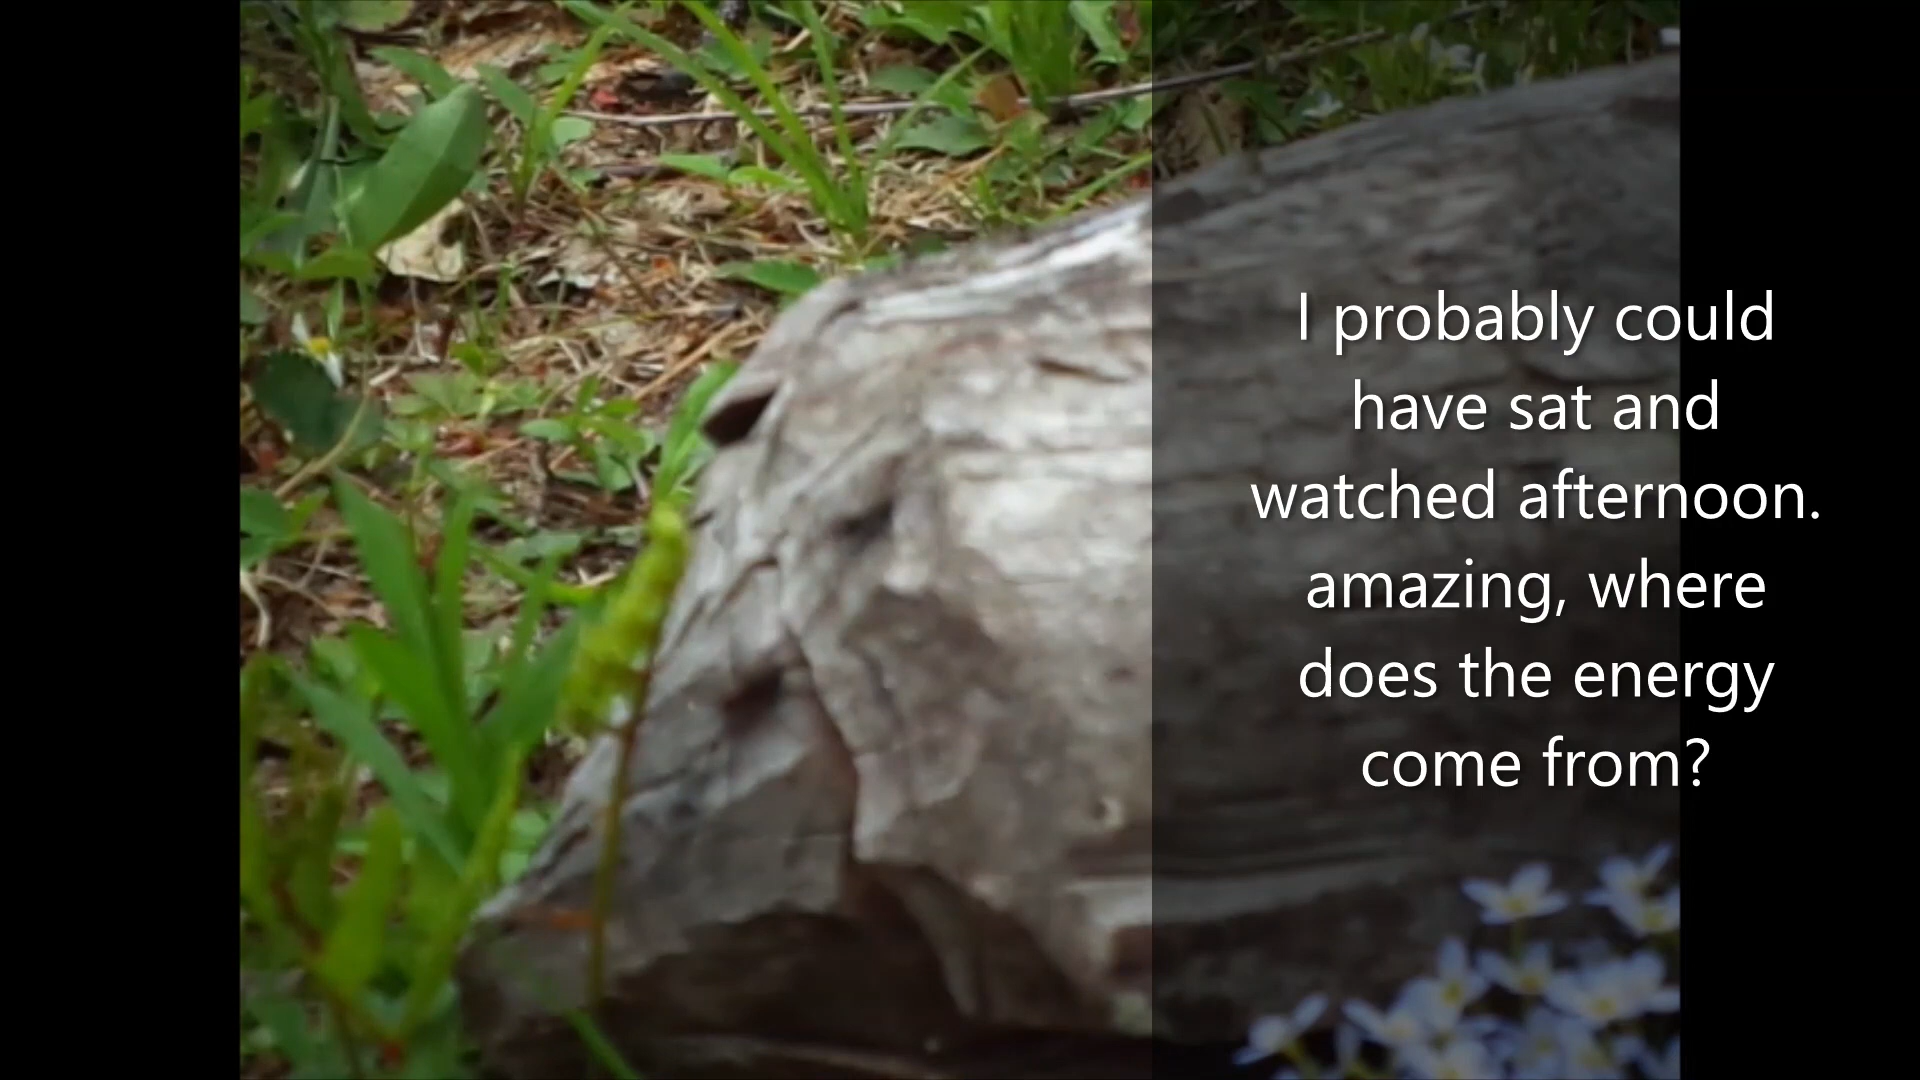 I probably could
have sat and
watched afternoon.
amazing, where
does the energy
come from?